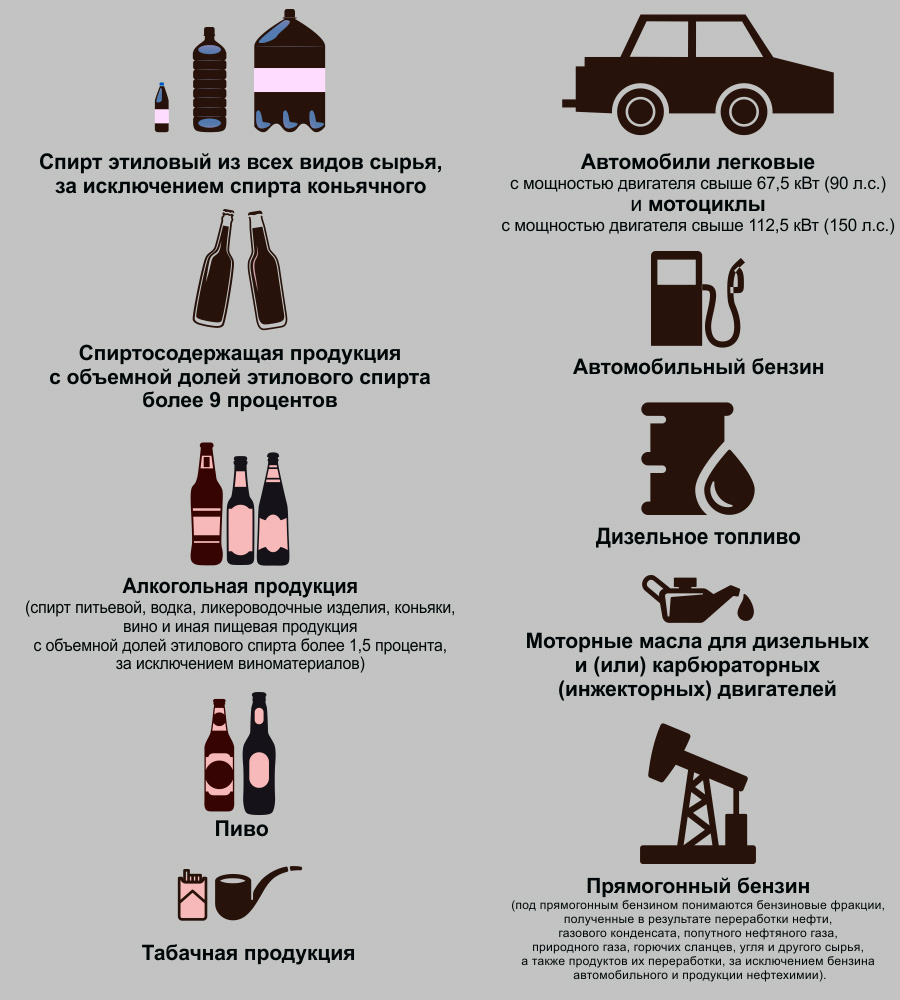 Спирт этиловый из всех видов сырья,
за исключением спирта коньячного
Спиртосодержащая продукция
с объемной долей этилового спирта
более 9 процентов
Алкогольная продукция
(спирт питьевой, водка, ликероводочные изделия, коньяки,
вино и иная пищевая продукция
с объемной долей этилового спирта более 1,5 процента,
за исключением виноматериалов)
Пиво
Табачная продукция
Автомобили легковые
с мощностью двигателя свыше 67,5 кВт (90 л.с.)
и мотоциклы
с мощностью двигателя свыше 112,5 кВт (150 л.с.)
Автомобильный бензин
Дизельное топливо
Моторные масла для дизельных
и (или) карбюраторных
(инжекторных) двигателей
Прямогонный бензин
(под прямогонным бензином понимаются бензиновые фракции,
полученные в результате переработки нефти,
газового конденсата, попутного нефтяного газа,
природного газа, горючих сланцев, угля и другого сырья,
а также продуктов их переработки, за исключением бензина
автомобильного и продукции нефтехимии).